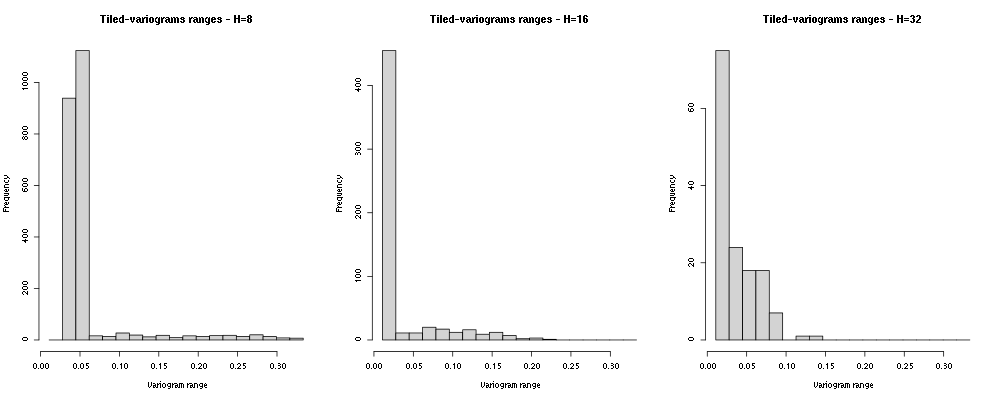 Tiled-variograms ranges - H=8
Tiled-variograms ranges - H=16
Tiled-variograms ranges - H=32
Frequency
0 200 400 600 800 1000
0.00 0.05 0.10 0.15 0.20 0.25 0.30
Variogram range
Frequency
0 100 200 300 400
0.00 0.05 0.10 0.15 0.20 0.25 0.30
Variogram range
Frequency
0 20 40 60
0.00 0.05 0.10 0.15 0.20 0.25 0.30
Variogram range